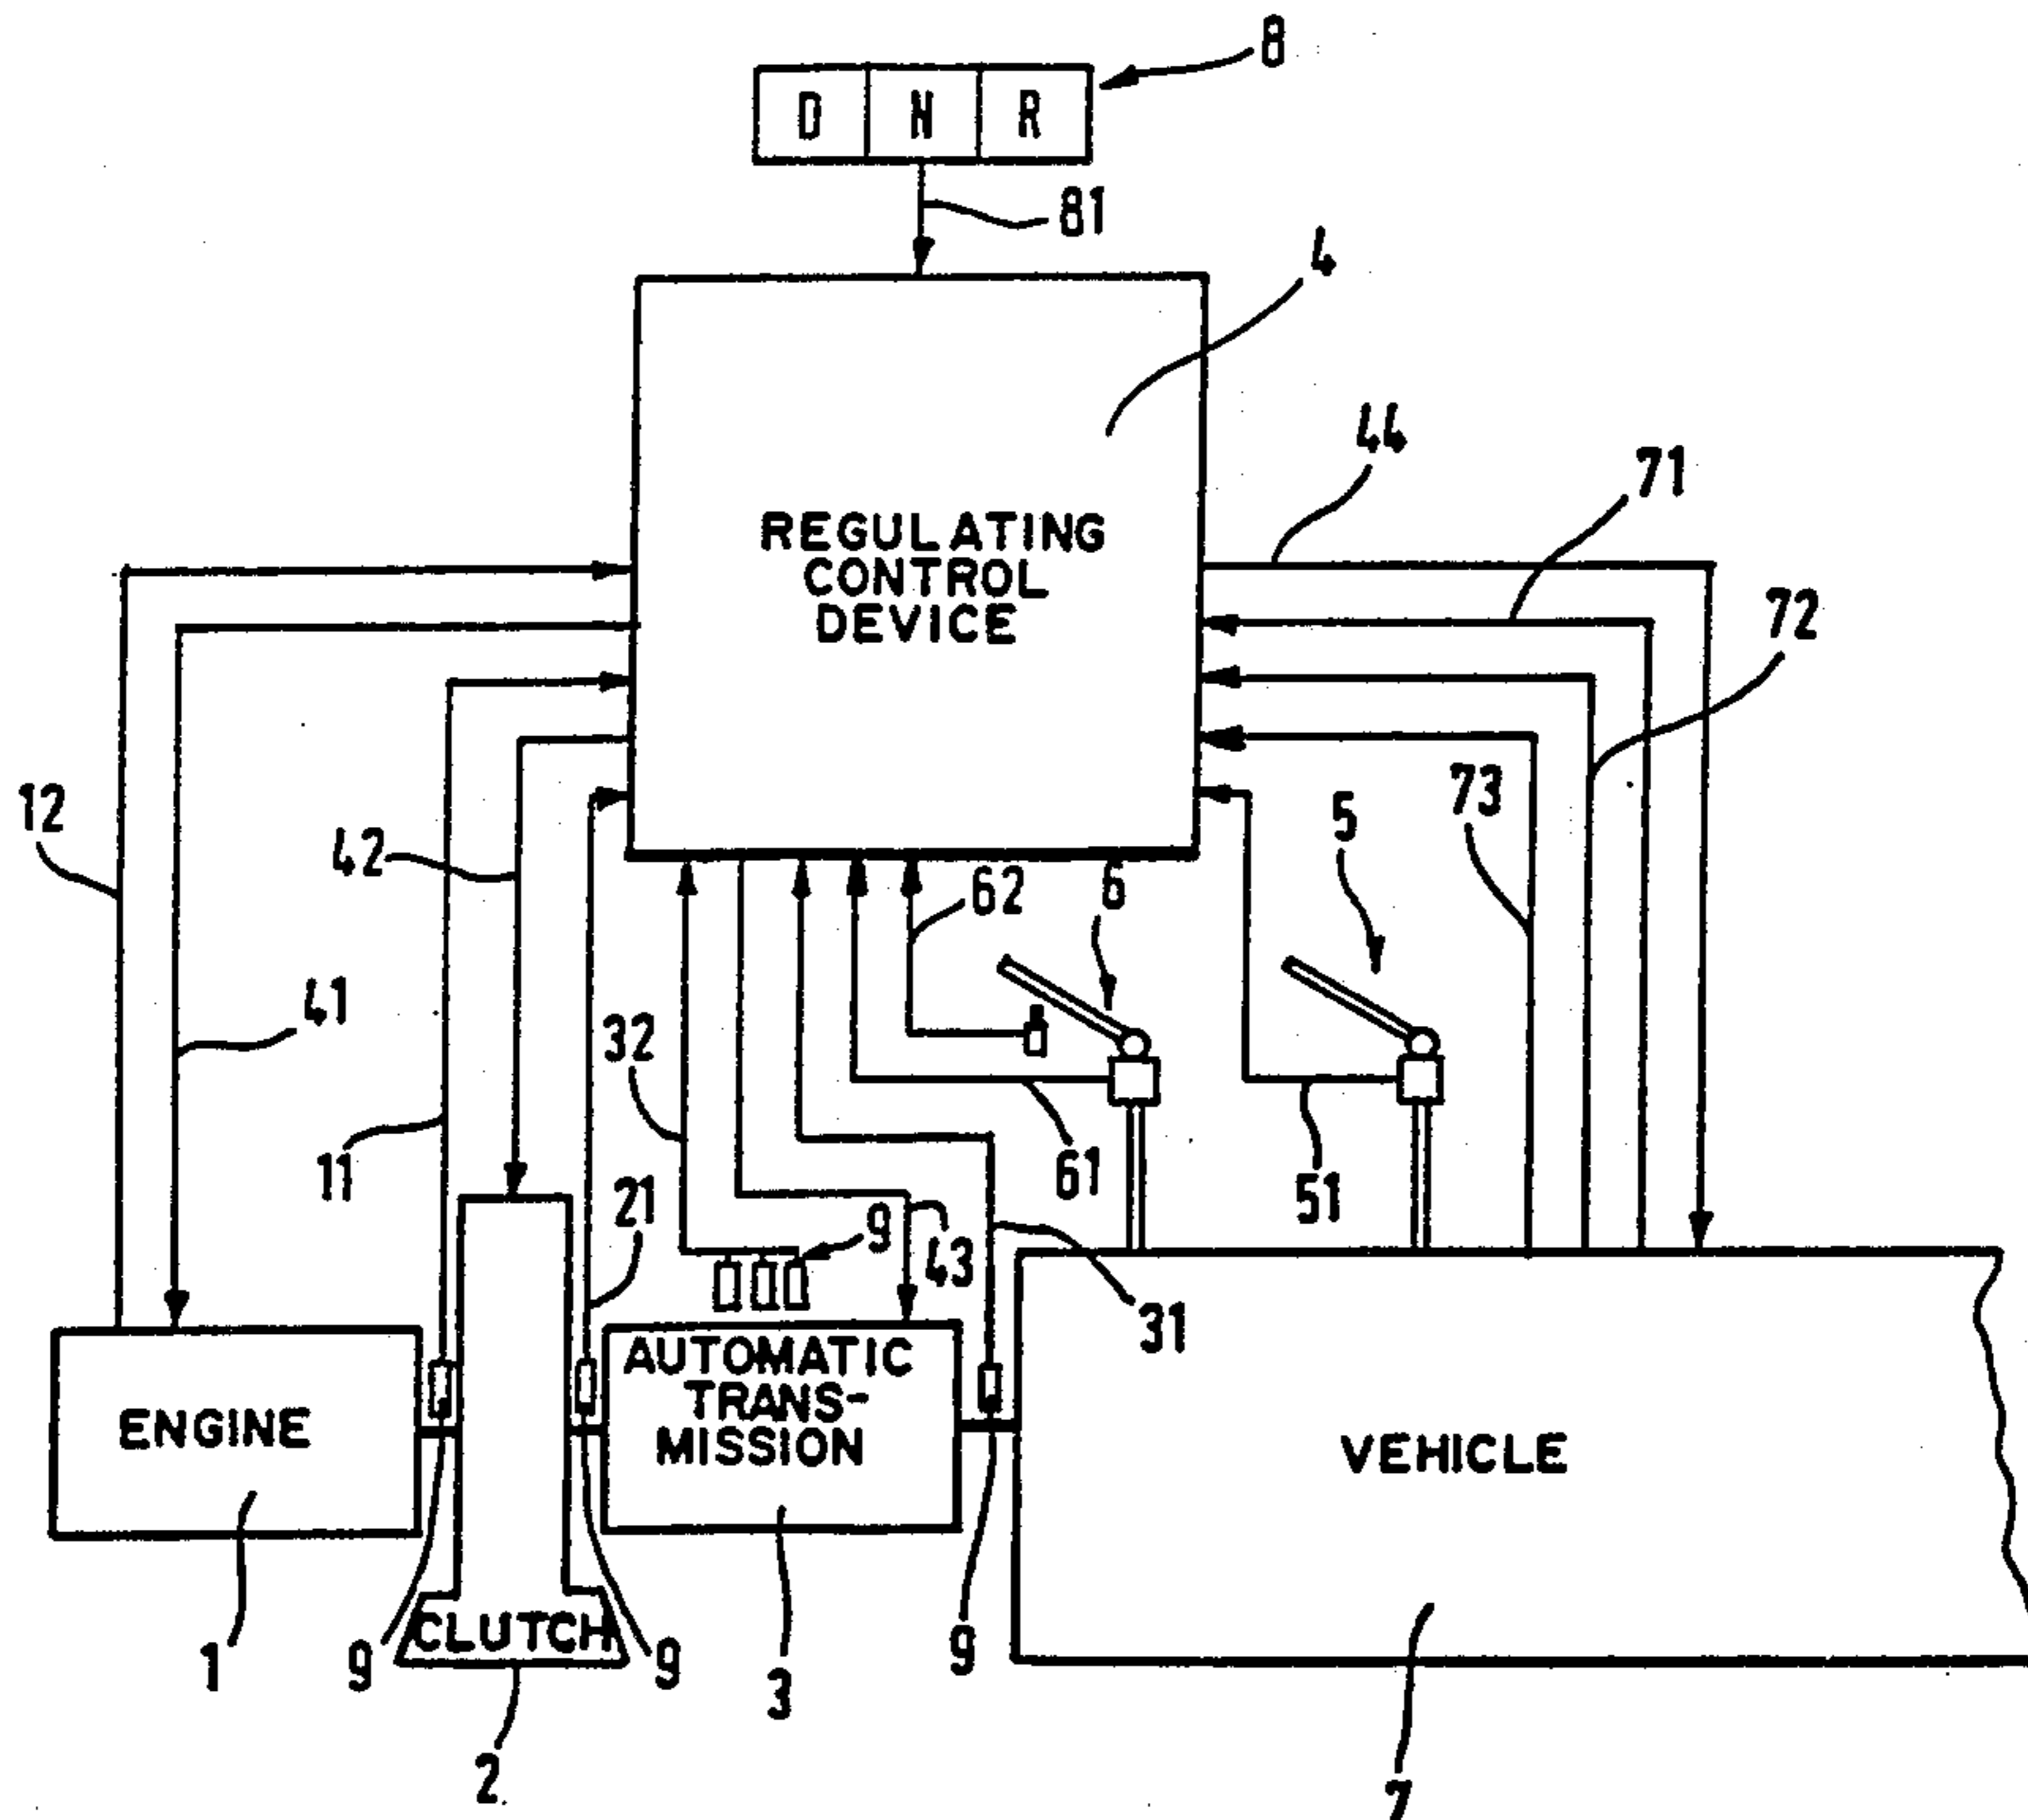 8
D N R
81
4
44
71
REGULATING
CONTROL
DEVICE
72
12
42
73
5
62
6
41
32
11
21
61
51
9
43
31
AUTOMATIC
TRANS-
MISSION
ENGINE
VEHICLE
CLUTCH
1
9
9
3
9
2
7